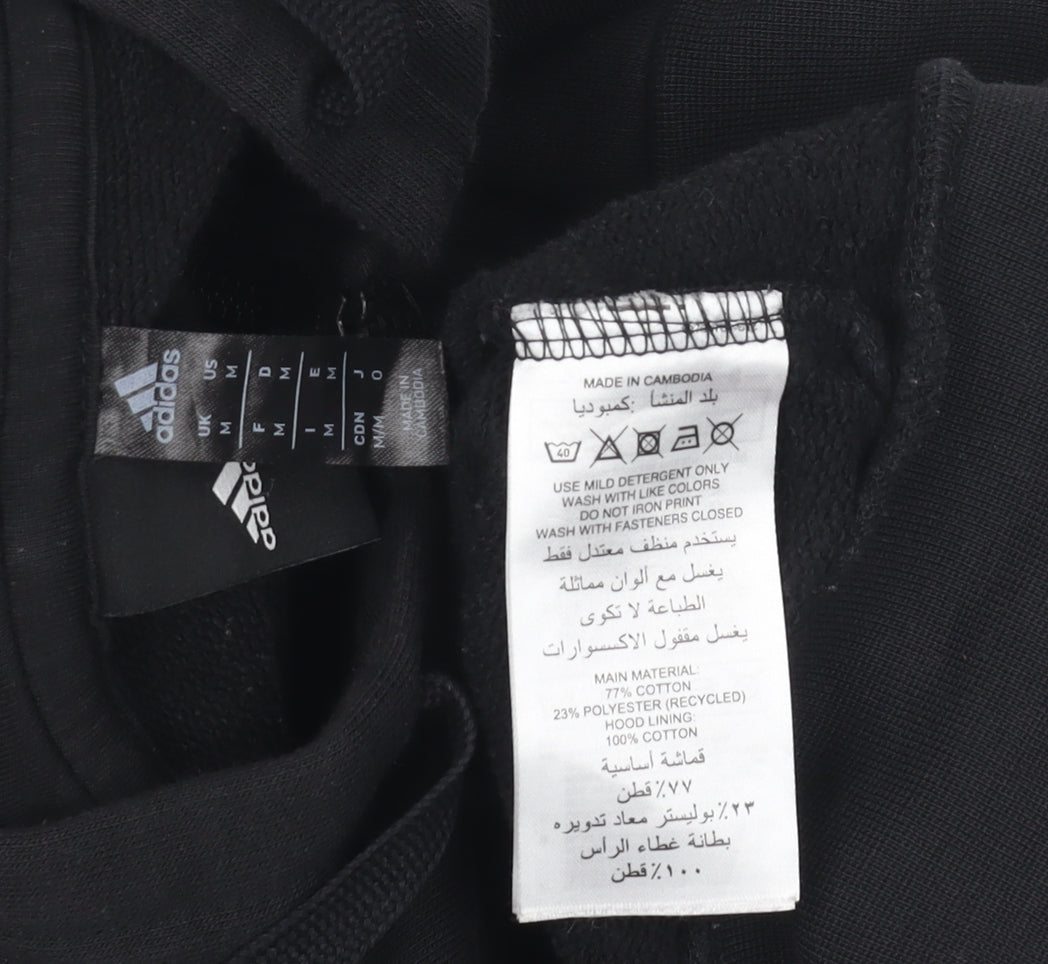 adidas
US M
UK M
D M
F M
E M
I M
J O
CDN M/M
MADE IN
CAMBODIA
adidas
MADE IN CAMBODIA
بلد المنشأ: كمبوديا
40
USE MILD DETERGENT ONLY
WASH WITH LIKE COLORS
DO NOT IRON PRINT
WASH WITH FASTENERS CLOSED
يستخدم منظف معتدل فقط
يغسل مع ألوان مماثلة
الطباعة لا تكوى
يغسل مقفول الاكسسوارات
MAIN MATERIAL:
77% COTTON
23% POLYESTER (RECYCLED)
HOOD LINING:
100% COTTON
قماشة أساسية
٧٧٪ قطن
٢٣٪ بوليستر معاد تدويره
بطانة غطاء الرأس
١٠٠٪ قطن